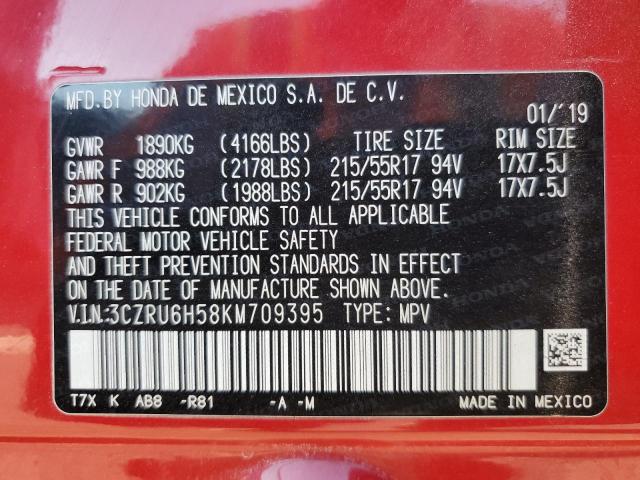 MFD.BY HONDA DE MEXICO S.A. DE C.V.
01/'19
GVWR 1890KG (4166LBS) TIRE SIZE RIM SIZE
GAWR F 988KG (2178LBS) 215/55R17 94V 17X7.5J
GAWR R 902KG (1988LBS) 215/55R17 94V 17X7.5J
THIS VEHICLE CONFORMS TO ALL APPLICABLE
FEDERAL MOTOR VEHICLE SAFETY
AND THEFT PREVENTION STANDARDS IN EFFECT
ON THE DATE OF MANUFACTURE SHOWN ABOVE.
V.I.N:3CZRU6H58KM709395 TYPE: MPV
T7X K AB8 -R81 -A -M MADE IN MEXICO